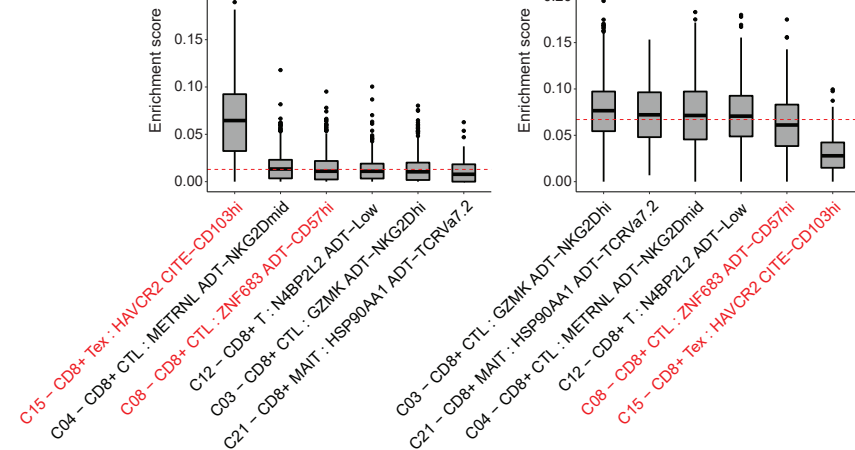 Enrichment score
0.15
0.10
0.05
0.00
C15 − CD8+ Tex : HAVCR2 CITE−CD103hi
C04 − CD8+ CTL : METRNL ADT−NKG2Dmid
C08 − CD8+ CTL : ZNF683 ADT−CD57hi
C12 − CD8+ T : N4BP2L2 ADT−Low
C03 − CD8+ CTL : GZMK ADT−NKG2Dhi
C21 − CD8+ MAIT : HSP90AA1 ADT−TCRVa7.2
Enrichment score
0.15
0.10
0.05
0.00
C03 − CD8+ CTL : GZMK ADT−NKG2Dhi
C21 − CD8+ MAIT : HSP90AA1 ADT−TCRVa7.2
C04 − CD8+ CTL : METRNL ADT−NKG2Dmid
C12 − CD8+ T : N4BP2L2 ADT−Low
C08 − CD8+ CTL : ZNF683 ADT−CD57hi
C15 − CD8+ Tex : HAVCR2 CITE−CD103hi